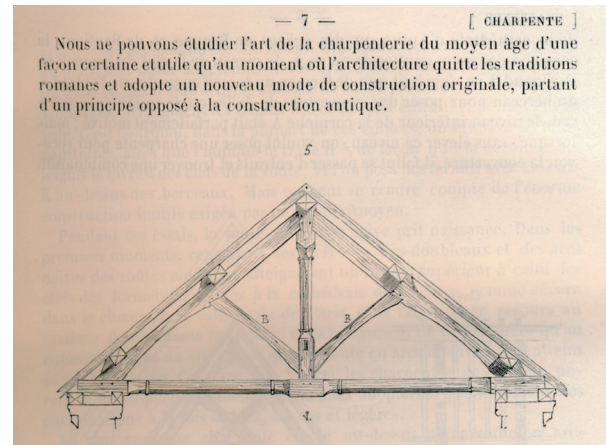 — 7 — [ CHARPENTE ]
Nous ne pouvons étudier l'art de la charpenterie du moyen âge d'une
façon certaine et utile qu'au moment où l'architecture quitte les traditions
romanes et adopte un nouveau mode de construction originale, partant
d'un principe opposé à la construction antique.
5
B B
A